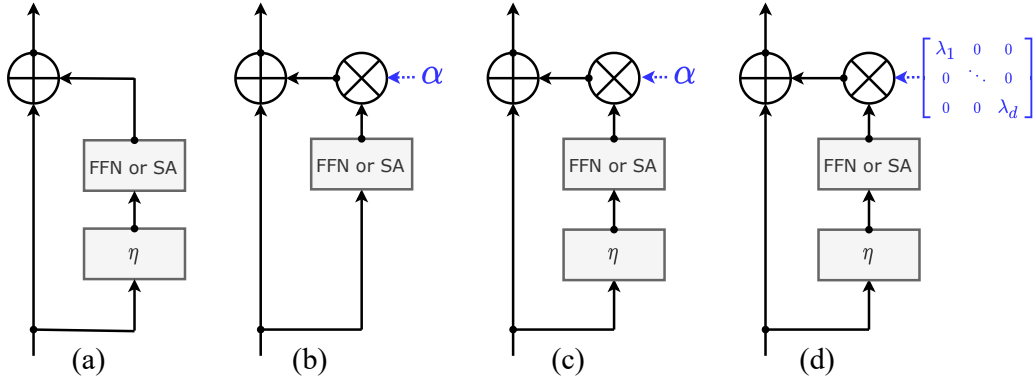 α
α
λ1 0 0
0 ⋱ 0
0 0 λd
FFN or SA
FFN or SA
FFN or SA
FFN or SA
η
η
η
(a)
(b)
(c)
(d)